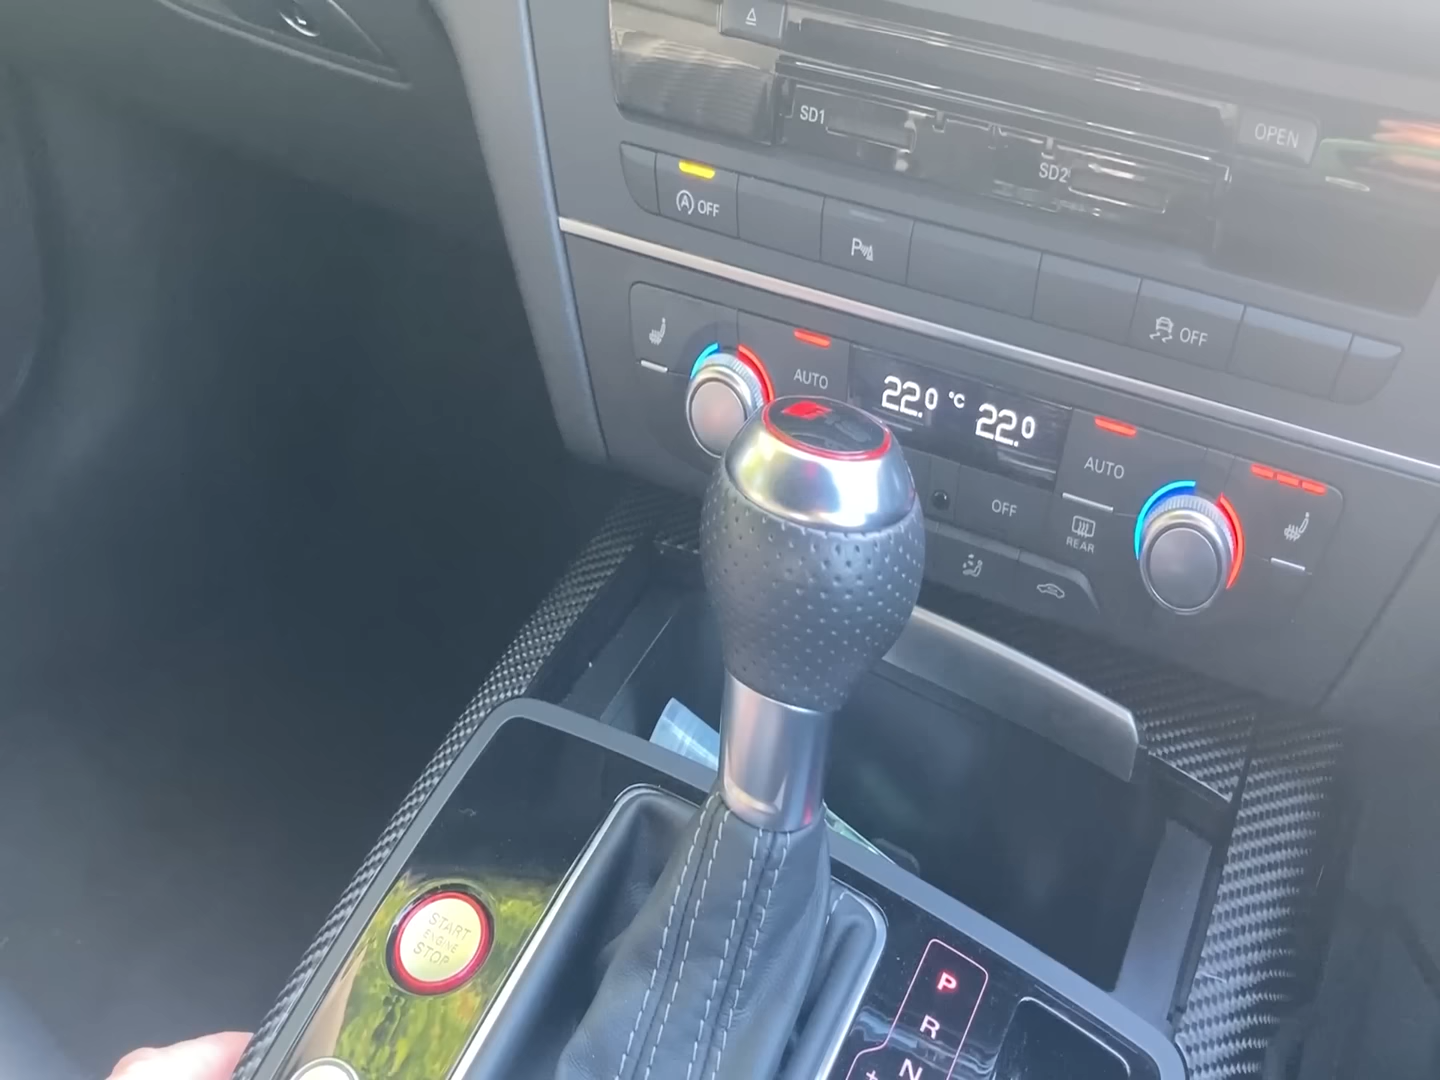 SD1
OPEN
SD2
A OFF
P
OFF
AUTO
22.0 °C 22.0
AUTO
OFF
REAR
START
ENGINE
STOP
P
R
N
+